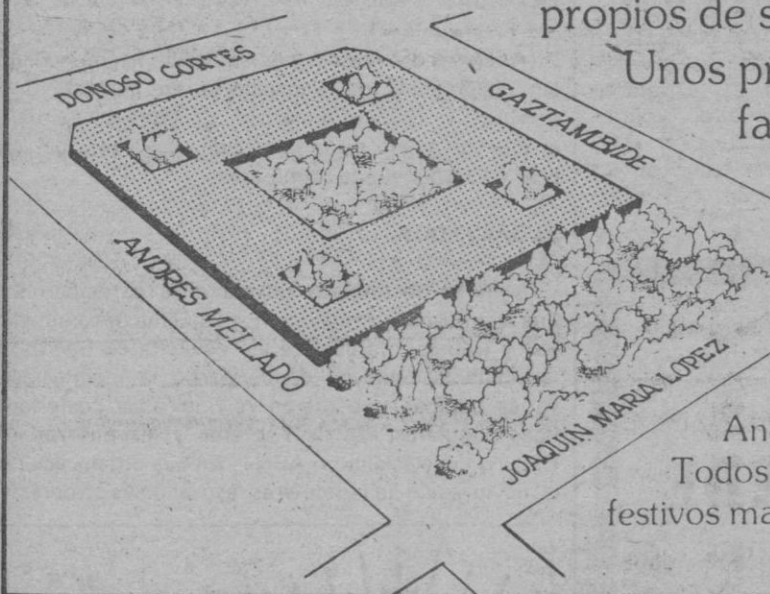 propios de s
Unos pr
fa
DONOSO CORTES
GAZTAMBIDE
ANDRES MELLADO
JOAQUIN MARIA LOPEZ
An
Todos
festivos ma